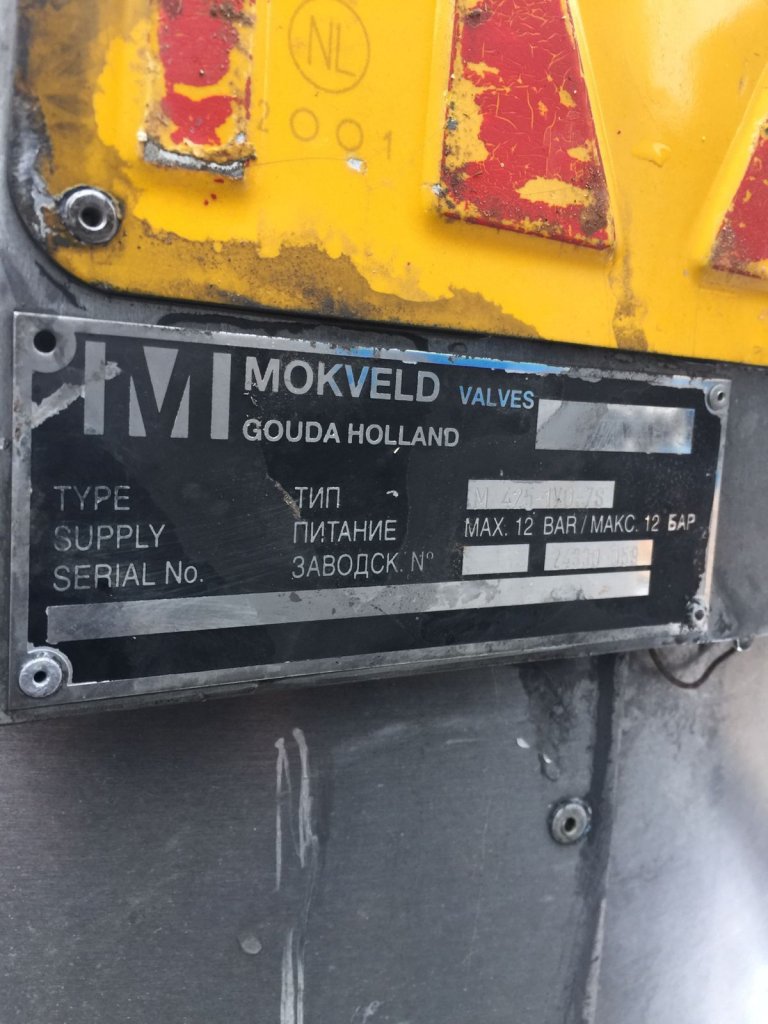 NL
2001
M
MOKVELD VALVES
GOUDA HOLLAND
TYPE ТИП
SUPPLY ПИТАНИЕ MAX. 12 BAR / МАКС. 12 БАР
SERIAL No. ЗАВОДСК. N°